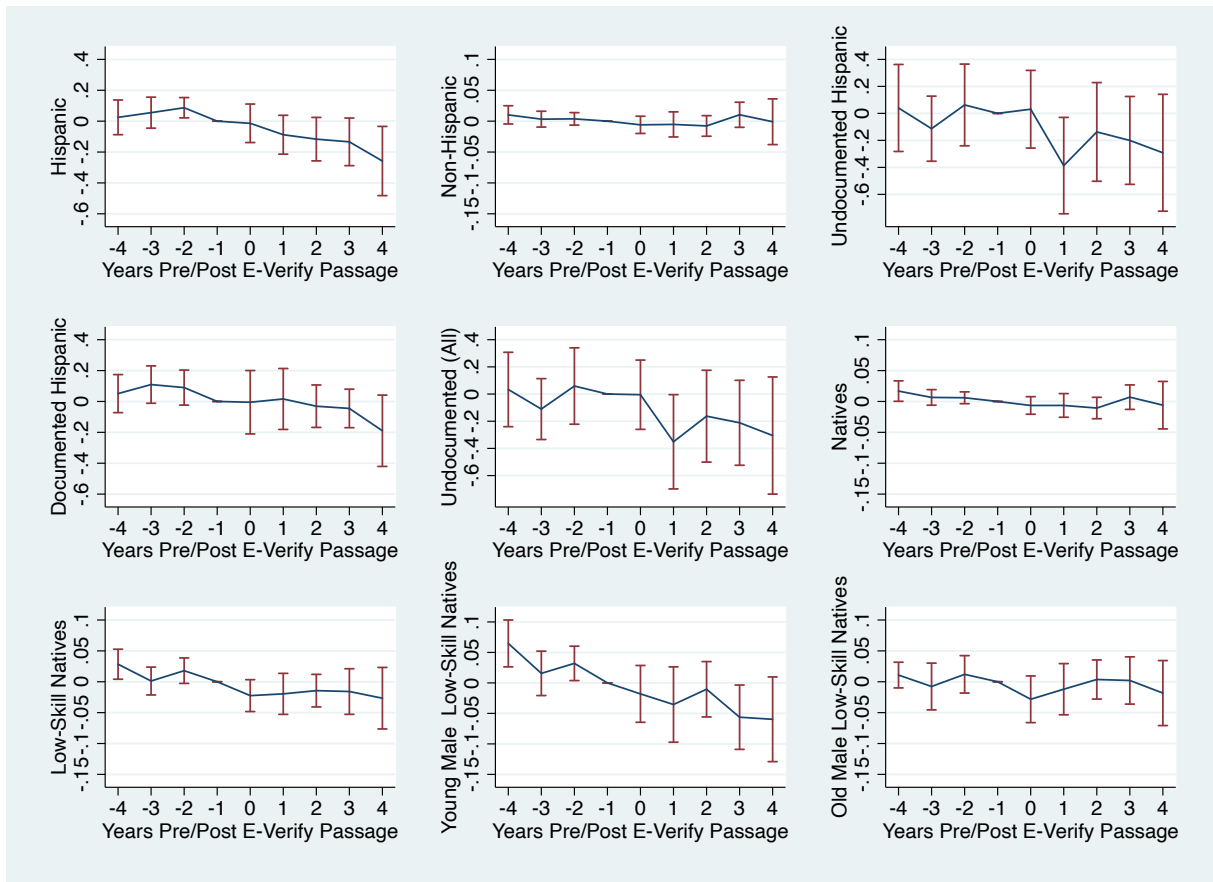 Hispanic
-.6 -.4 -.2 0 .2 .4
-4 -3 -2 -1 0 1 2 3 4
Years Pre/Post E-Verify Passage
Non-Hispanic
-.15-.1-.05 0 .05 .1
-4 -3 -2 -1 0 1 2 3 4
Years Pre/Post E-Verify Passage
Undocumented Hispanic
-.6-.4-.2 0 .2 .4
-4 -3 -2 -1 0 1 2 3 4
Years Pre/Post E-Verify Passage
Documented Hispanic
-.6 -.4 -.2 0 .2 .4
-4 -3 -2 -1 0 1 2 3 4
Years Pre/Post E-Verify Passage
Undocumented (All)
-.6-.4-.2 0 .2 .4
-4 -3 -2 -1 0 1 2 3 4
Years Pre/Post E-Verify Passage
Natives
-.15-.1-.05 0 .05 .1
-4 -3 -2 -1 0 1 2 3 4
Years Pre/Post E-Verify Passage
Low-Skill Natives
-.15-.1-.05 0 .05 .1
-4 -3 -2 -1 0 1 2 3 4
Years Pre/Post E-Verify Passage
Young Male Low-Skill Natives
-.15-.1-.05 0 .05 .1
-4 -3 -2 -1 0 1 2 3 4
Years Pre/Post E-Verify Passage
Old Male Low-Skill Natives
-.15-.1-.05 0 .05 .1
-4 -3 -2 -1 0 1 2 3 4
Years Pre/Post E-Verify Passage